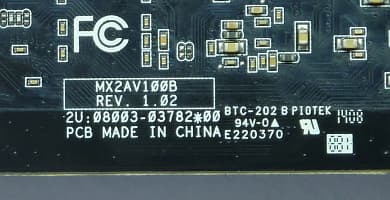 FC
MX2AV100B
REV. 1.02
2U:08003-03782*00
PCB MADE IN CHINA
BTC-202 B PIOTEK
94V-0▲
E220370
1408